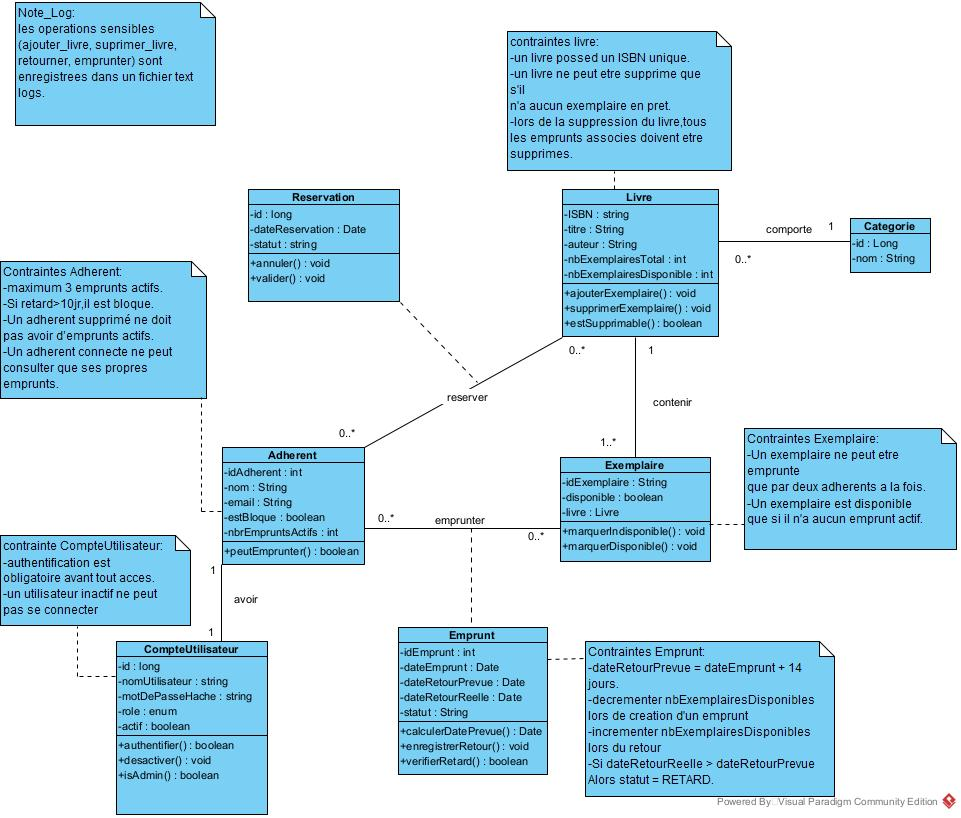 Note_Log:
les operations sensibles
(ajouter_livre, suprimer_livre,
retourner, emprunter) sont
enregistrees dans un fichier text
logs.
contraintes livre:
-un livre possed un ISBN unique.
-un livre ne peut etre supprime que
s'il
n'a aucun exemplaire en pret.
-lors de la suppression du livre,tous
les emprunts associes doivent etre
supprimes.
Reservation
-id : long
-dateReservation : Date
-statut : string
+annuler() : void
+valider() : void
Livre
-ISBN : string
-titre : String
-auteur : String
-nbExemplairesTotal : int
-nbExemplairesDisponible : int
+ajouterExemplaire() : void
+supprimerExemplaire() : void
+estSupprimable() : boolean
comporte
1
0..*
Categorie
-id : Long
-nom : String
Contraintes Adherent:
-maximum 3 emprunts actifs.
-Si retard>10jr,il est bloque.
-Un adherent supprimé ne doit
pas avoir d'emprunts actifs.
-Un adherent connecte ne peut
consulter que ses propres
emprunts.
0..*
1
reserver
contenir
0..*
1..*
Adherent
-idAdherent : int
-nom : String
-email : String
-estBloque : boolean
-nbrEmpruntsActifs : int
+peutEmprunter() : boolean
0..*
emprunter
0..*
Exemplaire
-idExemplaire : String
-disponible : boolean
-livre : Livre
+marquerIndisponible() : void
+marquerDisponible() : void
Contraintes Exemplaire:
-Un exemplaire ne peut etre
emprunte
que par deux adherents a la fois.
-Un exemplaire est disponible
que si il n'a aucun emprunt actif.
contrainte CompteUtilisateur:
-authentification est
obligatoire avant tout acces.
-un utilisateur inactif ne peut
pas se connecter
1
avoir
1
CompteUtilisateur
-id : long
-nomUtilisateur : string
-motDePasseHache : string
-role : enum
-actif : boolean
+authentifier() : boolean
+desactiver() : void
+isAdmin() : boolean
Emprunt
-idEmprunt : int
-dateEmprunt : Date
-dateRetourPrevue : Date
-dateRetourReelle : Date
-statut : String
+calculerDatePrevue() : Date
+enregistrerRetour() : void
+verifierRetard() : boolean
Contraintes Emprunt:
-dateRetourPrevue = dateEmprunt + 14
jours.
-decrementer nbExemplairesDisponibles
lors de creation d'un emprunt
-incrementer nbExemplairesDisponibles
lors du retour
-Si dateRetourReelle > dateRetourPrevue
Alors statut = RETARD.
Powered By Visual Paradigm Community Edition